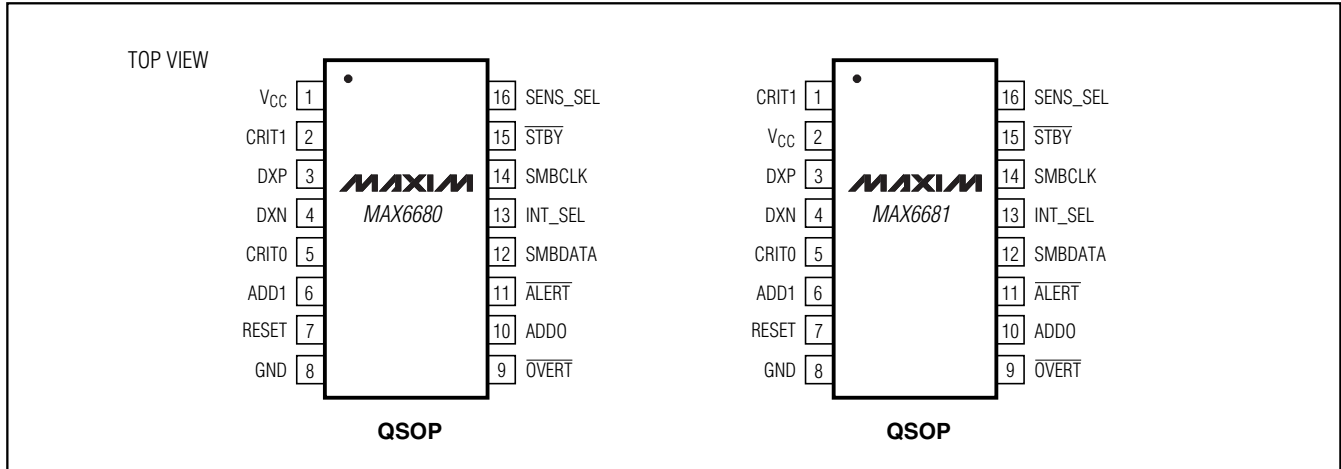 TOP VIEW
VCC 1
CRIT1 2
DXP 3
DXN 4
CRIT0 5
ADD1 6
RESET 7
GND 8
MAXIM
MAX6680
16 SENS_SEL
15 STBY
14 SMBCLK
13 INT_SEL
12 SMBDATA
11 ALERT
10 ADD0
9 OVERT
QSOP
CRIT1 1
VCC 2
DXP 3
DXN 4
CRIT0 5
ADD1 6
RESET 7
GND 8
MAXIM
MAX6681
16 SENS_SEL
15 STBY
14 SMBCLK
13 INT_SEL
12 SMBDATA
11 ALERT
10 ADD0
9 OVERT
QSOP